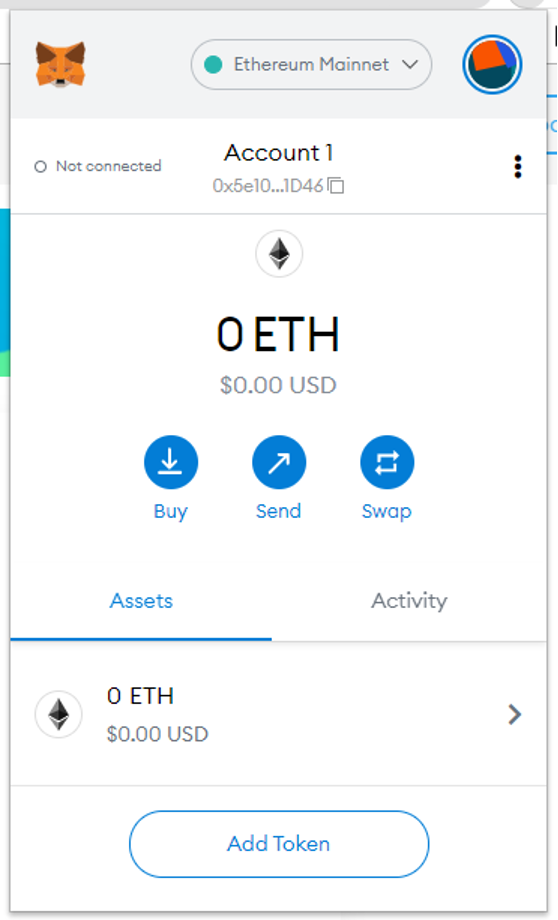 Ethereum Mainnet
Not connected
Account 1
0x5e10...1D46
0 ETH
$0.00 USD
Buy
Send
Swap
Assets
Activity
0 ETH
$0.00 USD
Add Token